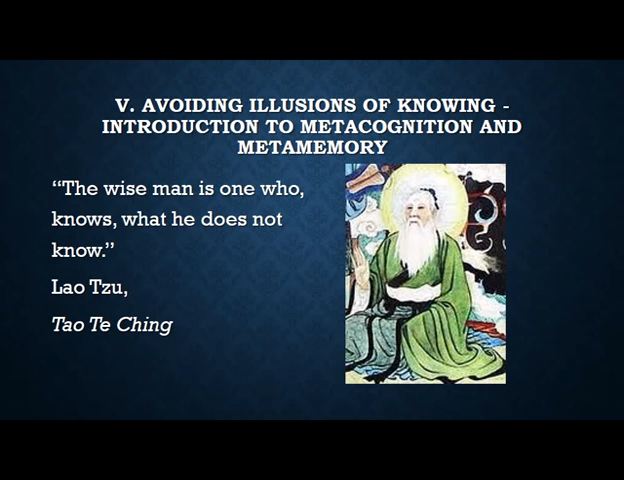 V. AVOIDING ILLUSIONS OF KNOWING -
INTRODUCTION TO METACOGNITION AND
METAMEMORY
“The wise man is one who,
knows, what he does not
know.”
Lao Tzu,
Tao Te Ching